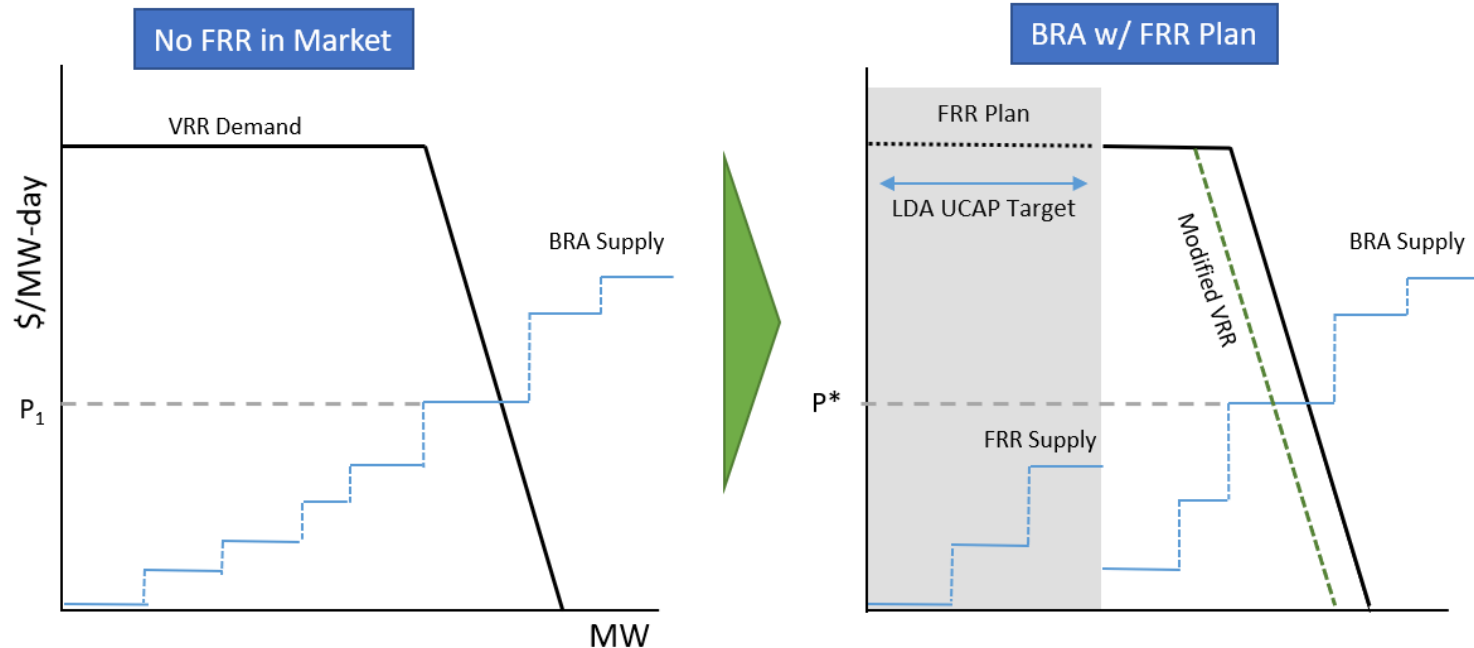 No FRR in Market
VRR Demand
$/MW-day
BRA Supply
P₁
MW
BRA w/ FRR Plan
FRR Plan
LDA UCAP Target
Modified VRR
BRA Supply
P*
FRR Supply